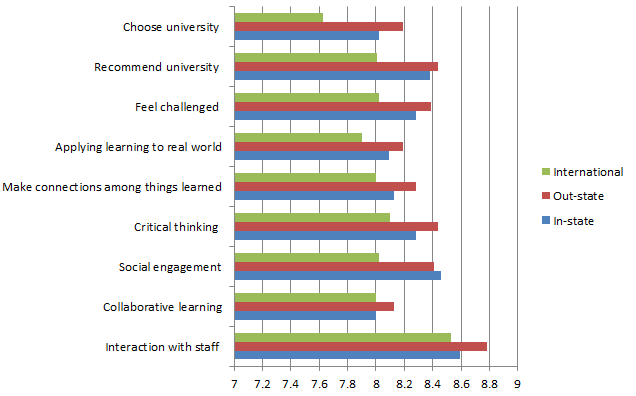 Choose university
Recommend university
Feel challenged
Applying learning to real world
Make connections among things learned
Critical thinking
Social engagement
Collaborative learning
Interaction with staff
International
Out-state
In-state
7 7.2 7.4 7.6 7.8 8 8.2 8.4 8.6 8.8 9